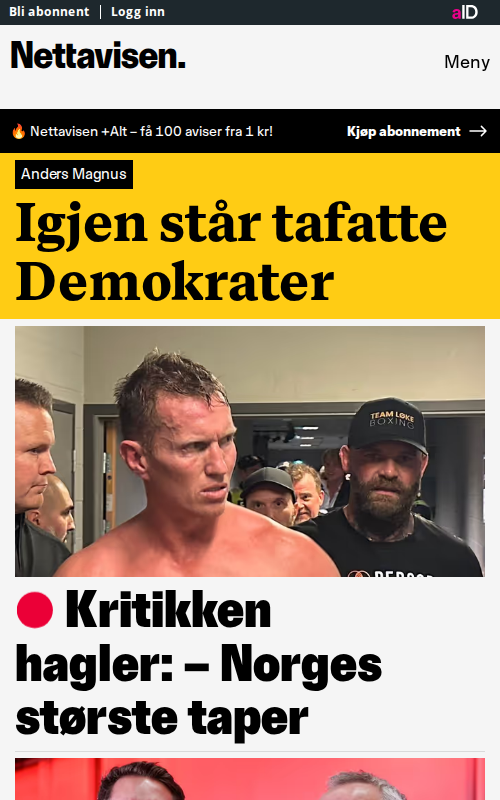 Bli abonnent | Logg inn
aID
Nettavisen.
Meny
🔥 Nettavisen +Alt – få 100 aviser fra 1 kr!
Kjøp abonnement →
Anders Magnus
Igjen står tafatte
Demokrater
TEAM LØKE
BOXING
Kritikken
hagler: – Norges
største taper